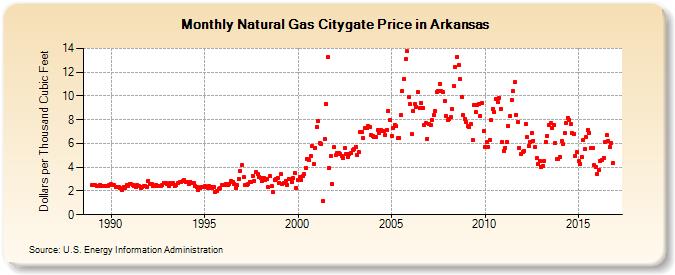 Monthly Natural Gas Citygate Price in Arkansas
Dollars per Thousand Cubic Feet
14
12
10
8
6
4
2
0
1990 1995 2000 2005 2010 2015
Source: U.S. Energy Information Administration